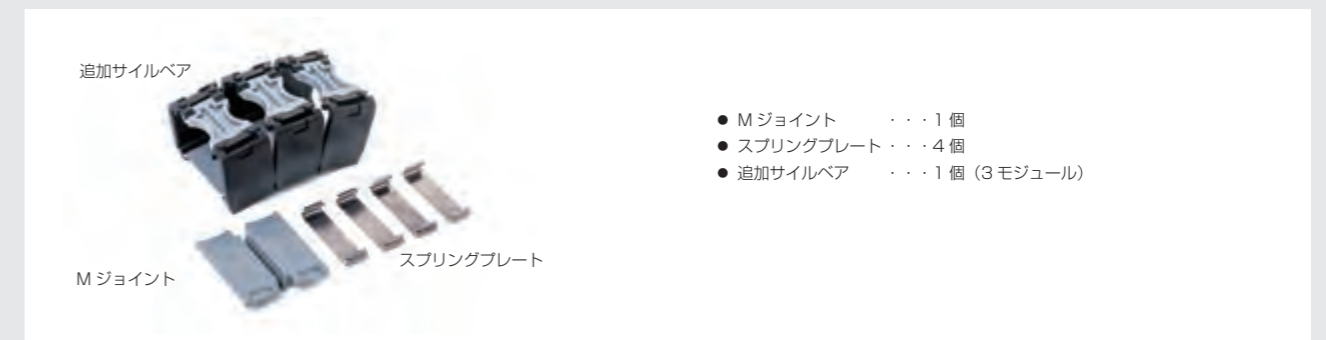 追加サイルベア
M ジョイント
スプリングプレート
● M ジョイント ・・・1 個
● スプリングプレート・・・4 個
● 追加サイルベア ・・・1 個（3 モジュール）